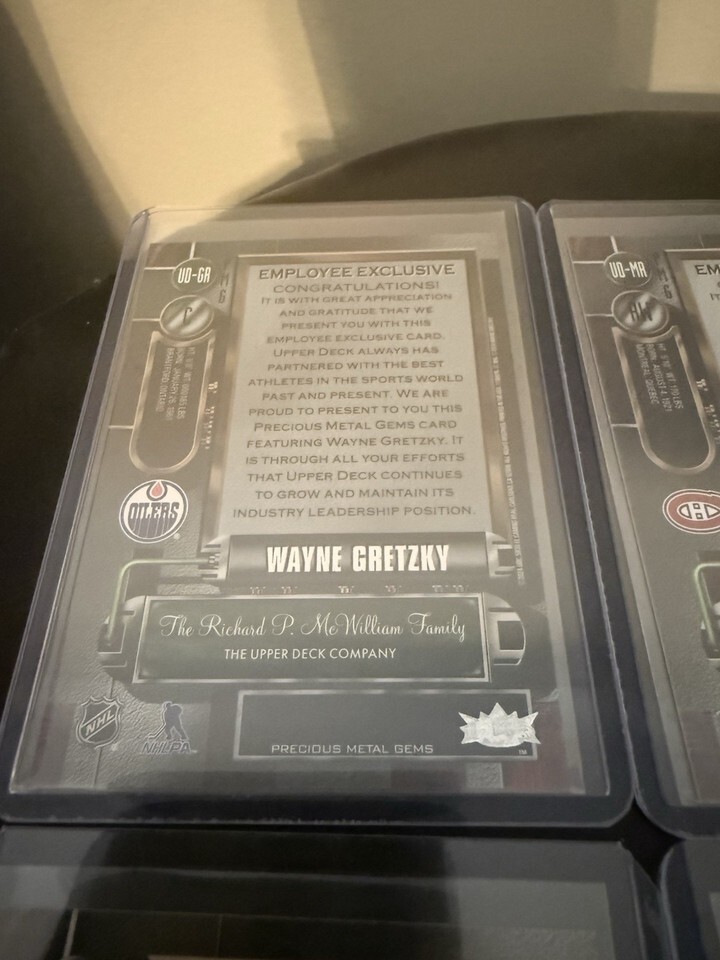 UD-GR
C
EMPLOYEE EXCLUSIVE
CONGRATULATIONS!
IT IS WITH GREAT APPRECIATION
AND GRATITUDE THAT WE
PRESENT YOU WITH THIS
EMPLOYEE EXCLUSIVE CARD.
UPPER DECK ALWAYS HAS
PARTNERED WITH THE BEST
ATHLETES IN THE SPORTS WORLD
PAST AND PRESENT. WE ARE
PROUD TO PRESENT TO YOU THIS
PRECIOUS METAL GEMS CARD
FEATURING WAYNE GRETZKY. IT
IS THROUGH ALL YOUR EFFORTS
THAT UPPER DECK CONTINUES
TO GROW AND MAINTAIN ITS
INDUSTRY LEADERSHIP POSITION.
OILERS
WAYNE GRETZKY
The Richard P. McWilliam Family
THE UPPER DECK COMPANY
NHL
NHLPA
PRECIOUS METAL GEMS
TM
UD-MR
RW
EM